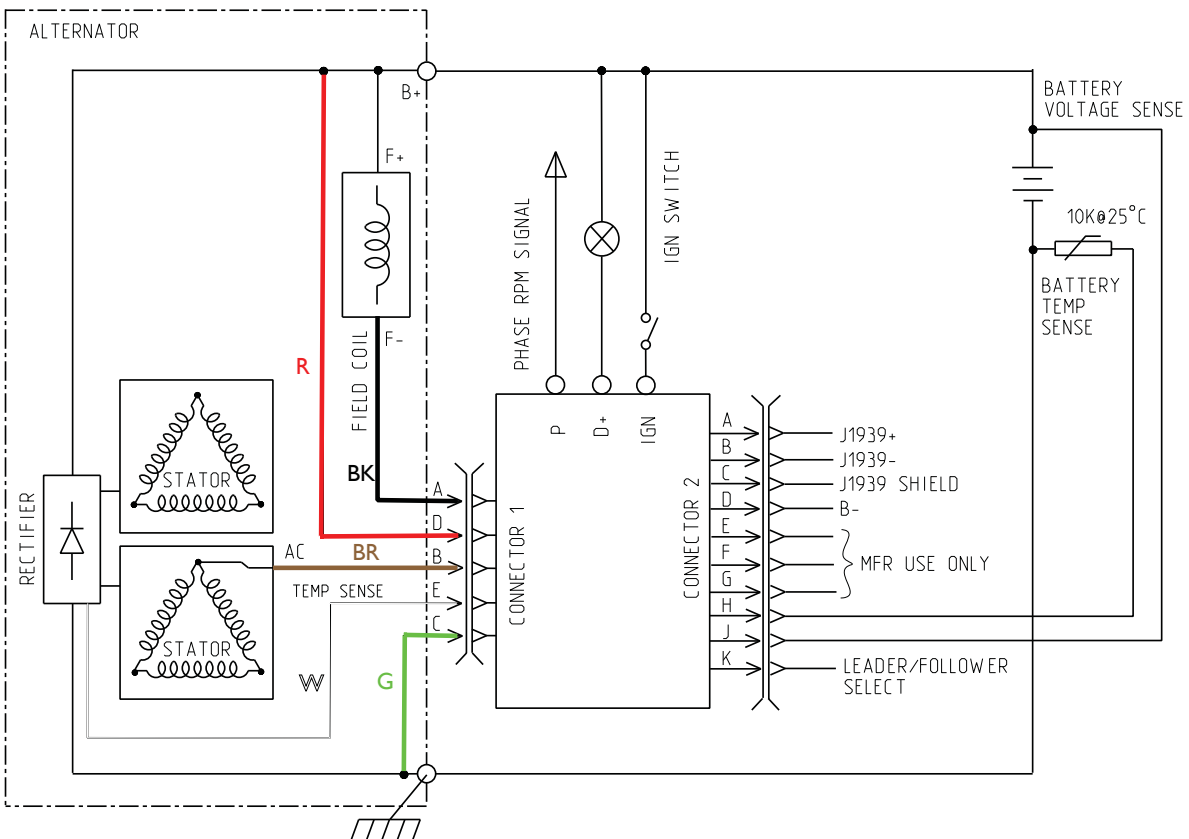 ALTERNATOR
B+
BATTERY
VOLTAGE SENSE
F+
10K@25°C
BATTERY
TEMP
SENSE
PHASE RPM SIGNAL
IGN SWITCH
F-
FIELD COIL
R
BK
P
D+
IGN
STATOR
RECTIFIER
STATOR
AC
BR
TEMP SENSE
W
G
A
D
B
E
C
CONNECTOR 1
CONNECTOR 2
A
B
C
D
E
F
G
H
J
K
J1939+
J1939-
J1939 SHIELD
B-
MFR USE ONLY
LEADER/FOLLOWER
SELECT